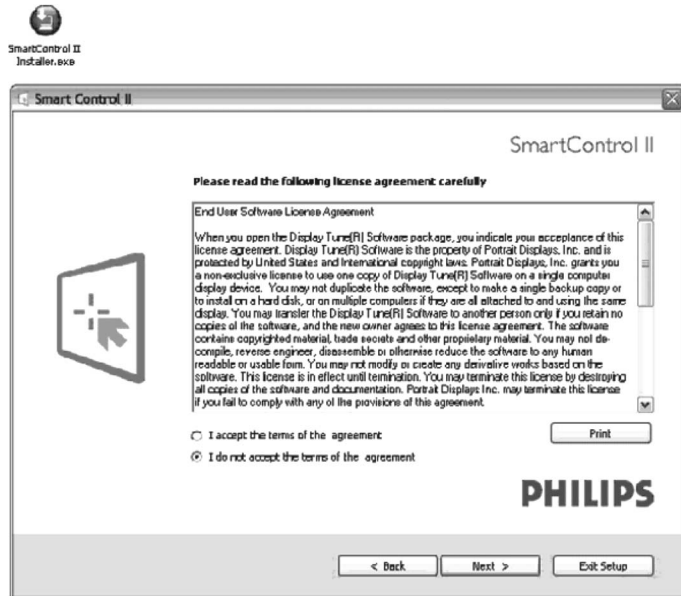 SmartControl II
Installer.exe
Smart Control II
SmartControl II
Please read the following license agreement carefully
End User Software License Agreement
When you open the Display Tune(R) Software package, you indicate your acceptance of this
license agreement. Display Tune(R) Software is the property of Portrait Displays, Inc. and is
protected by United States and International copyright laws. Portrait Displays, Inc. grants you
a non-exclusive license to use one copy of Display Tune(R) Software on a single computer
display device. You may not duplicate the software, except to make a single backup copy or
to install on a hard disk, or on multiple computers if they are all attached to and using the same
display. You may transfer the Display Tune(R) Software to another person only if you retain no
copies of the software, and the new owner agrees to this license agreement. The software
contains copyrighted material, trade secrets and other proprietary material. You may not de-
compile, reverse engineer, disassemble or otherwise reduce the software to any human
readable or usable form. You may not modify or create any derivative works based on the
software. This license is in effect until termination. You may terminate this license by destroying
all copies of the software and documentation. Portrait Displays Inc. may terminate this license
if you fail to comply with any of the provisions of this agreement.
I accept the terms of the agreement
Print
I do not accept the terms of the agreement
PHILIPS
< Back Next > Exit Setup